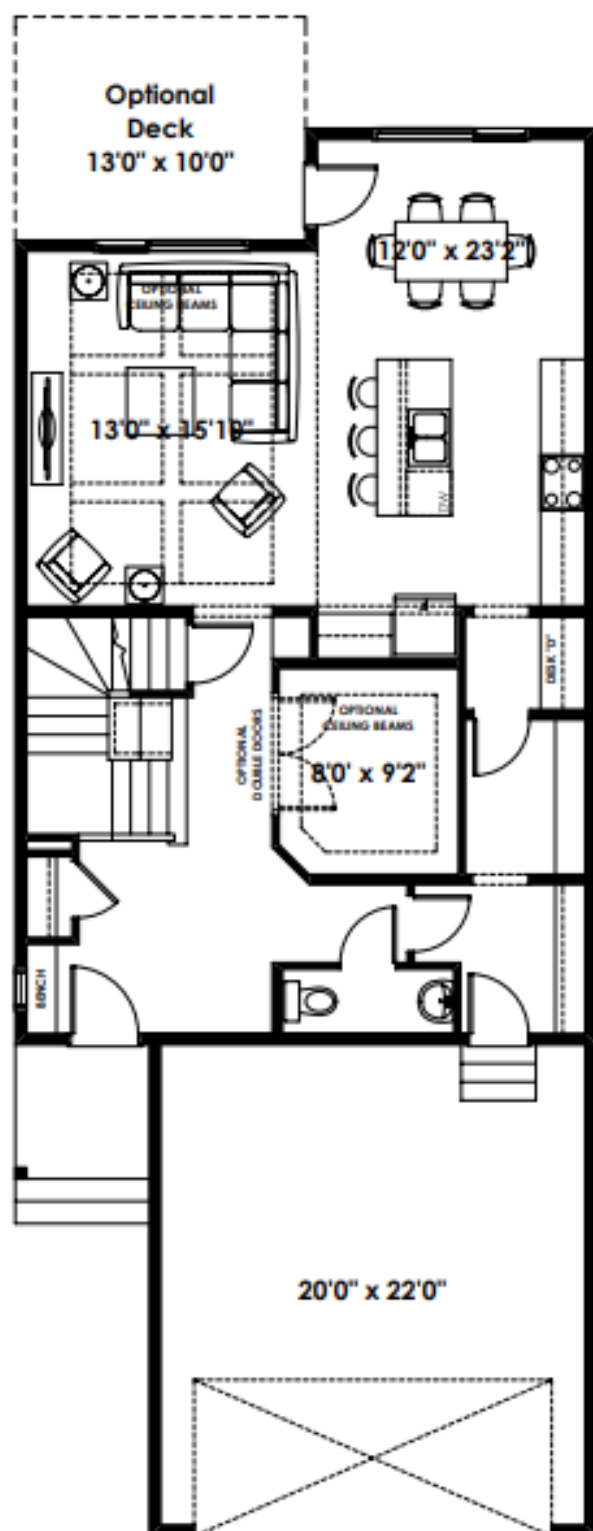 Optional
Deck
13'0" x 10'0"
12'0" x 23'2"
OPTIONAL
CEILING BEAMS
13'0" x 15'10"
DW
DESK "D"
OPTIONAL
DOUBLE DOORS
OPTIONAL
CEILING BEAMS
8'0' x 9'2"
BENCH
20'0" x 22'0"